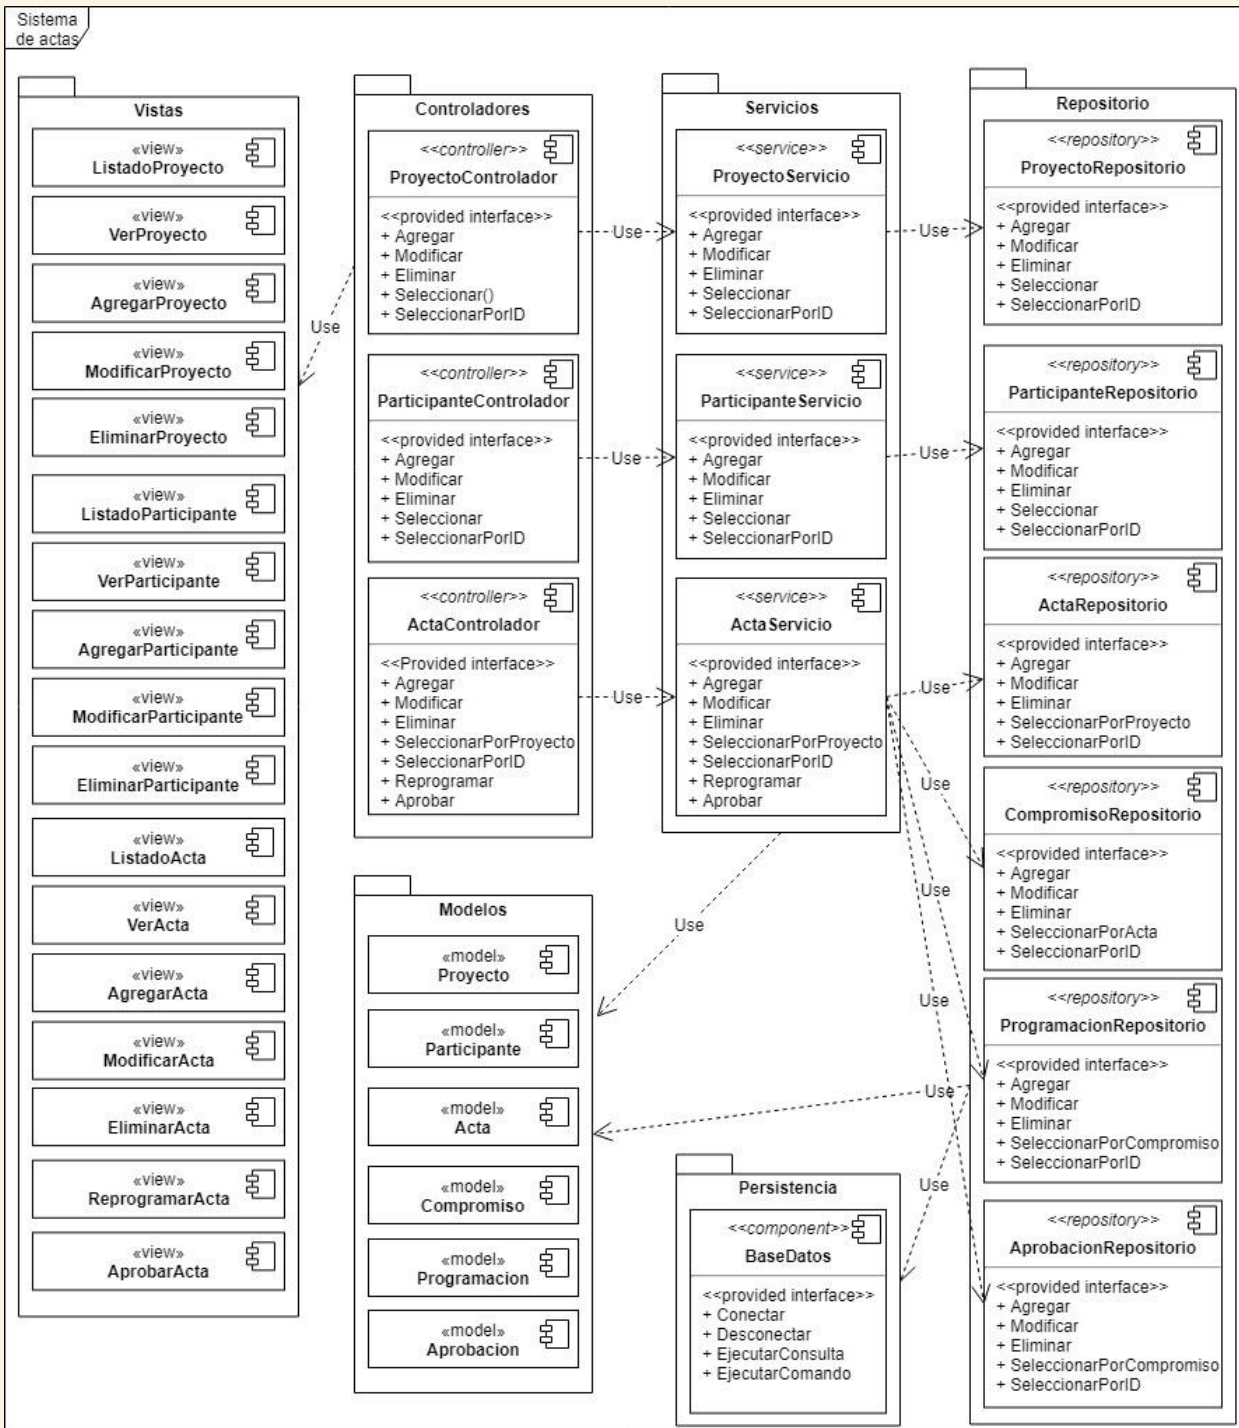 Sistema
de actas
Vistas
«view»
ListadoProyecto
«view»
VerProyecto
«view»
AgregarProyecto
«view»
ModificarProyecto
«view»
EliminarProyecto
«view»
ListadoParticipante
«view»
VerParticipante
«view»
AgregarParticipante
«view»
ModificarParticipante
«view»
EliminarParticipante
«view»
ListadoActa
«view»
VerActa
«view»
AgregarActa
«view»
ModificarActa
«view»
EliminarActa
«view»
ReprogramarActa
«view»
AprobarActa
Use
Controladores
<<controller>>
ProyectoControlador
<<provided interface>>
+ Agregar
+ Modificar
+ Eliminar
+ Seleccionar()
+ SeleccionarPorID
<<controller>>
ParticipanteControlador
<<provided interface>>
+ Agregar
+ Modificar
+ Eliminar
+ Seleccionar
+ SeleccionarPorID
<<controller>>
ActaControlador
<<Provided interface>>
+ Agregar
+ Modificar
+ Eliminar
+ SeleccionarPorProyecto
+ SeleccionarPorID
+ Reprogramar
+ Aprobar
Use
Use
Use
Servicios
<<service>>
ProyectoServicio
<<provided interface>>
+ Agregar
+ Modificar
+ Eliminar
+ Seleccionar
+ SeleccionarPorID
<<service>>
ParticipanteServicio
<<provided interface>>
+ Agregar
+ Modificar
+ Eliminar
+ Seleccionar
+ SeleccionarPorID
<<service>>
ActaServicio
<<provided interface>>
+ Agregar
+ Modificar
+ Eliminar
+ SeleccionarPorProyecto
+ SeleccionarPorID
+ Reprogramar
+ Aprobar
Use
Use
Use
Use
Use
Use
Use
Use
Use
Repositorio
<<repository>>
ProyectoRepositorio
<<provided interface>>
+ Agregar
+ Modificar
+ Eliminar
+ Seleccionar
+ SeleccionarPorID
<<repository>>
ParticipanteRepositorio
<<provided interface>>
+ Agregar
+ Modificar
+ Eliminar
+ Seleccionar
+ SeleccionarPorID
<<repository>>
ActaRepositorio
<<provided interface>>
+ Agregar
+ Modificar
+ Eliminar
+ SeleccionarPorProyecto
+ SeleccionarPorID
<<repository>>
CompromisoRepositorio
<<provided interface>>
+ Agregar
+ Modificar
+ Eliminar
+ SeleccionarPorActa
+ SeleccionarPorID
<<repository>>
ProgramacionRepositorio
<<provided interface>>
+ Agregar
+ Modificar
+ Eliminar
+ SeleccionarPorCompromiso
+ SeleccionarPorID
<<repository>>
AprobacionRepositorio
<<provided interface>>
+ Agregar
+ Modificar
+ Eliminar
+ SeleccionarPorCompromiso
+ SeleccionarPorID
Modelos
«model»
Proyecto
«model»
Participante
«model»
Acta
«model»
Compromiso
«model»
Programacion
«model»
Aprobacion
Persistencia
<<component>>
BaseDatos
<<provided interface>>
+ Conectar
+ Desconectar
+ EjecutarConsulta
+ EjecutarComando